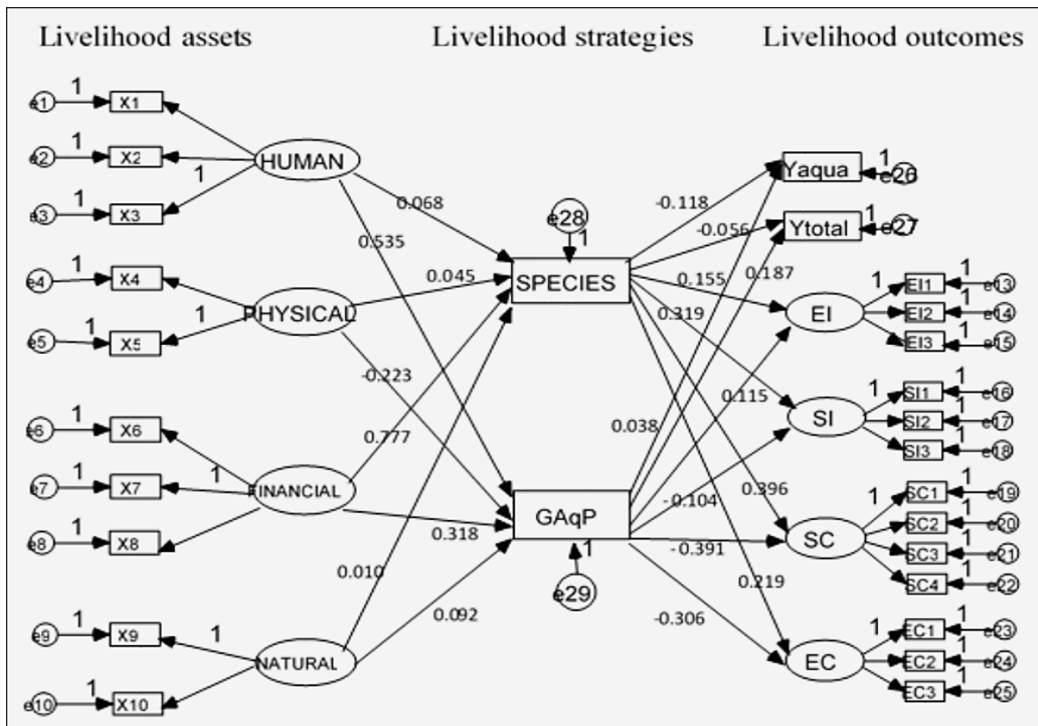 Livelihood assets
Livelihood strategies
Livelihood outcomes
e1 1 X1
e2 1 X2
e3 1 X3
1
HUMAN
e4 1 X4
e5 1 X5
1
PHYSICAL
e6 1 X6
e7 1 X7
e8 1 X8
1
FINANCIAL
e9 1 X9
e10 1 X10
1
NATURAL
0.068
0.535
0.045
-0.223
0.777
0.318
0.010
0.092
e28
1
SPECIES
GAqP
1
e29
-0.118
-0.056
0.155
0.187
0.319
0.115
0.038
0.396
-0.104
-0.391
0.219
-0.306
Yaqua 1 e26
Ytotal 1 e27
EI
1
EI1 1 e13
EI2 1 e14
EI3 1 e15
SI
1
SI1 1 e16
SI2 1 e17
SI3 1 e18
SC
1
SC1 1 e19
SC2 1 e20
SC3 1 e21
SC4 1 e22
EC
1
EC1 1 e23
EC2 1 e24
EC3 1 e25